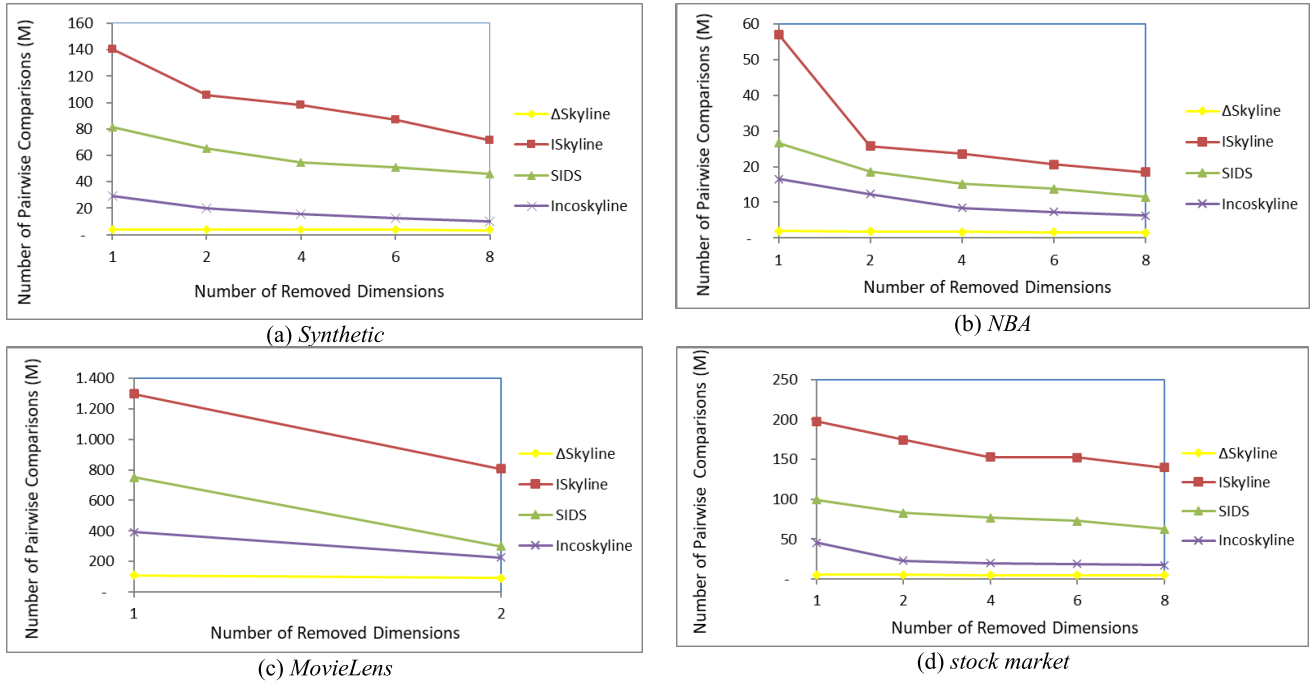 Number of Pairwise Comparisons (M)
160
140
120
100
80
60
40
20
-
1 2 4 6 8
Number of Removed Dimensions
ΔSkyline
ISkyline
SIDS
Incoskyline
(a) Synthetic
Number of Pairwise Comparisons (M)
60
50
40
30
20
10
-
1 2 4 6 8
Number of Removed Dimensions
ΔSkyline
ISkyline
SIDS
Incoskyline
(b) NBA
Number of Pairwise Comparisons (M)
1.400
1.200
1.000
800
600
400
200
-
1 2
Number of Removed Dimensions
ΔSkyline
ISkyline
SIDS
Incoskyline
(c) MovieLens
Number of Pairwise Comparisons (M)
250
200
150
100
50
-
1 2 4 6 8
Number of Removed Dimensions
ΔSkyline
ISkyline
SIDS
Incoskyline
(d) stock market